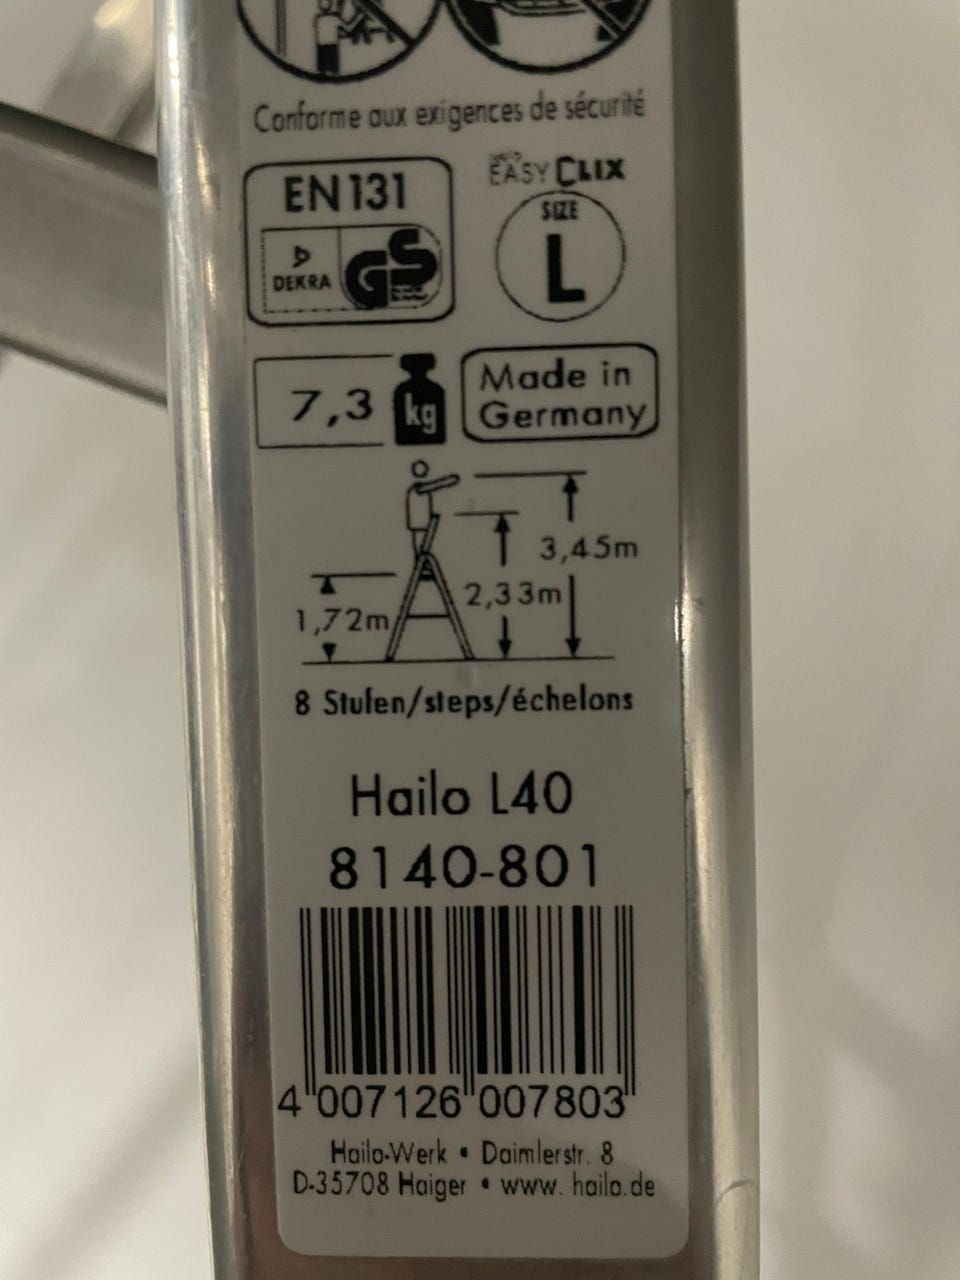 Conforme aux exigences de sécurité
EN 131
DEKRA
GS
EASY CLIX
SIZE
L
7,3 kg
Made in
Germany
3,45m
2,33m
1,72m
8 Stufen/steps/échelons
Hailo L40
8140-801
4 007126 007803
Hailo-Werk • Daimlerstr. 8
D-35708 Haiger • www. hailo.de